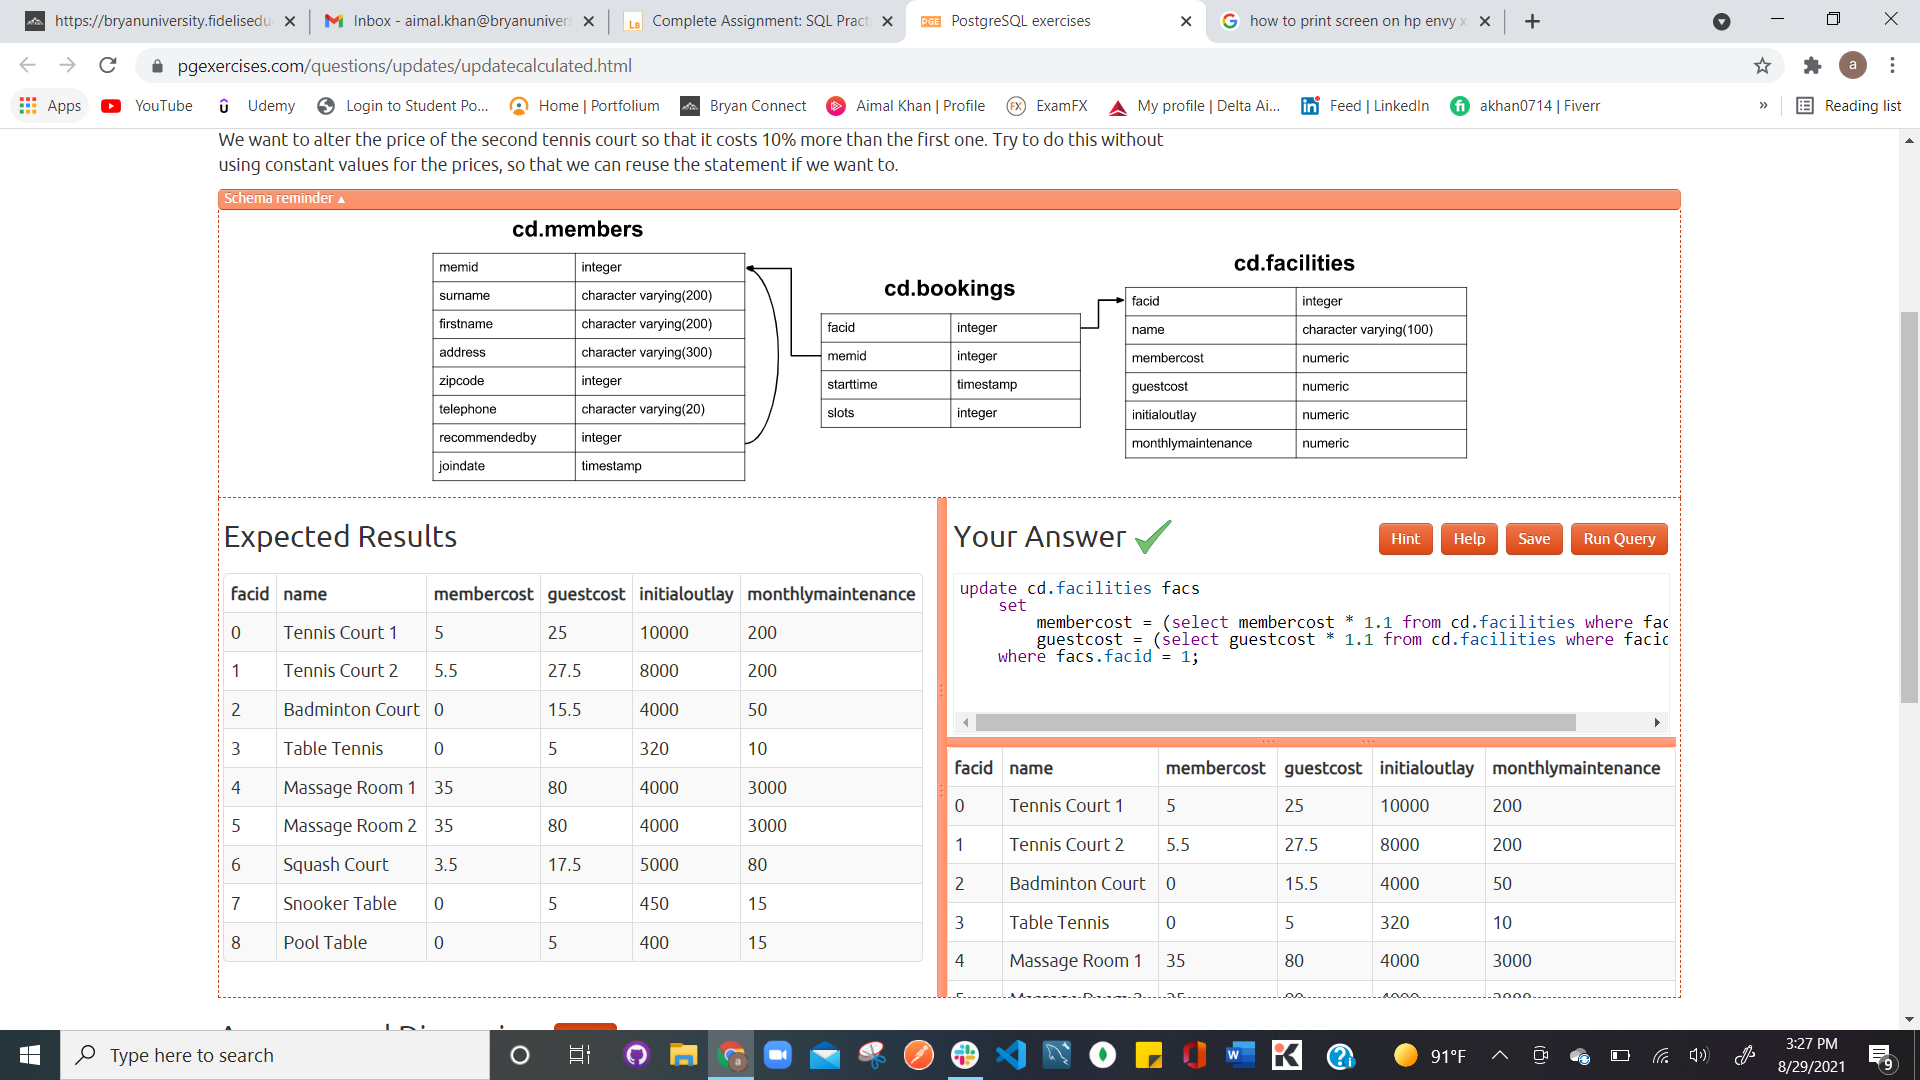 https://bryanuniversity.fidelisedu
Inbox - aimal.khan@bryanunivers
Complete Assignment: SQL Pract
PostgreSQL exercises
how to print screen on hp envy x
pgexercises.com/questions/updates/updatecalculated.html
a
Apps
YouTube
Udemy
Login to Student Po...
Home | Portfolium
Bryan Connect
Aimal Khan | Profile
ExamFX
My profile | Delta Ai...
Feed | LinkedIn
akhan0714 | Fiverr
»
Reading list
We want to alter the price of the second tennis court so that it costs 10% more than the first one. Try to do this without
using constant values for the prices, so that we can reuse the statement if we want to.
Schema reminder ▴
cd.members
memid integer
surname character varying(200)
firstname character varying(200)
address character varying(300)
zipcode integer
telephone character varying(20)
recommendedby integer
joindate timestamp
cd.bookings
facid integer
memid integer
starttime timestamp
slots integer
cd.facilities
facid integer
name character varying(100)
membercost numeric
guestcost numeric
initialoutlay numeric
monthlymaintenance numeric
Expected Results
facid name membercost guestcost initialoutlay monthlymaintenance
0 Tennis Court 1 5 25 10000 200
1 Tennis Court 2 5.5 27.5 8000 200
2 Badminton Court 0 15.5 4000 50
3 Table Tennis 0 5 320 10
4 Massage Room 1 35 80 4000 3000
5 Massage Room 2 35 80 4000 3000
6 Squash Court 3.5 17.5 5000 80
7 Snooker Table 0 5 450 15
8 Pool Table 0 5 400 15
Your Answer
Hint
Help
Save
Run Query
update cd.facilities facs
set
membercost = (select membercost * 1.1 from cd.facilities where fac
guestcost = (select guestcost * 1.1 from cd.facilities where facid
where facs.facid = 1;
facid name membercost guestcost initialoutlay monthlymaintenance
0 Tennis Court 1 5 25 10000 200
1 Tennis Court 2 5.5 27.5 8000 200
2 Badminton Court 0 15.5 4000 50
3 Table Tennis 0 5 320 10
4 Massage Room 1 35 80 4000 3000
Type here to search
91°F
3:27 PM
8/29/2021
9